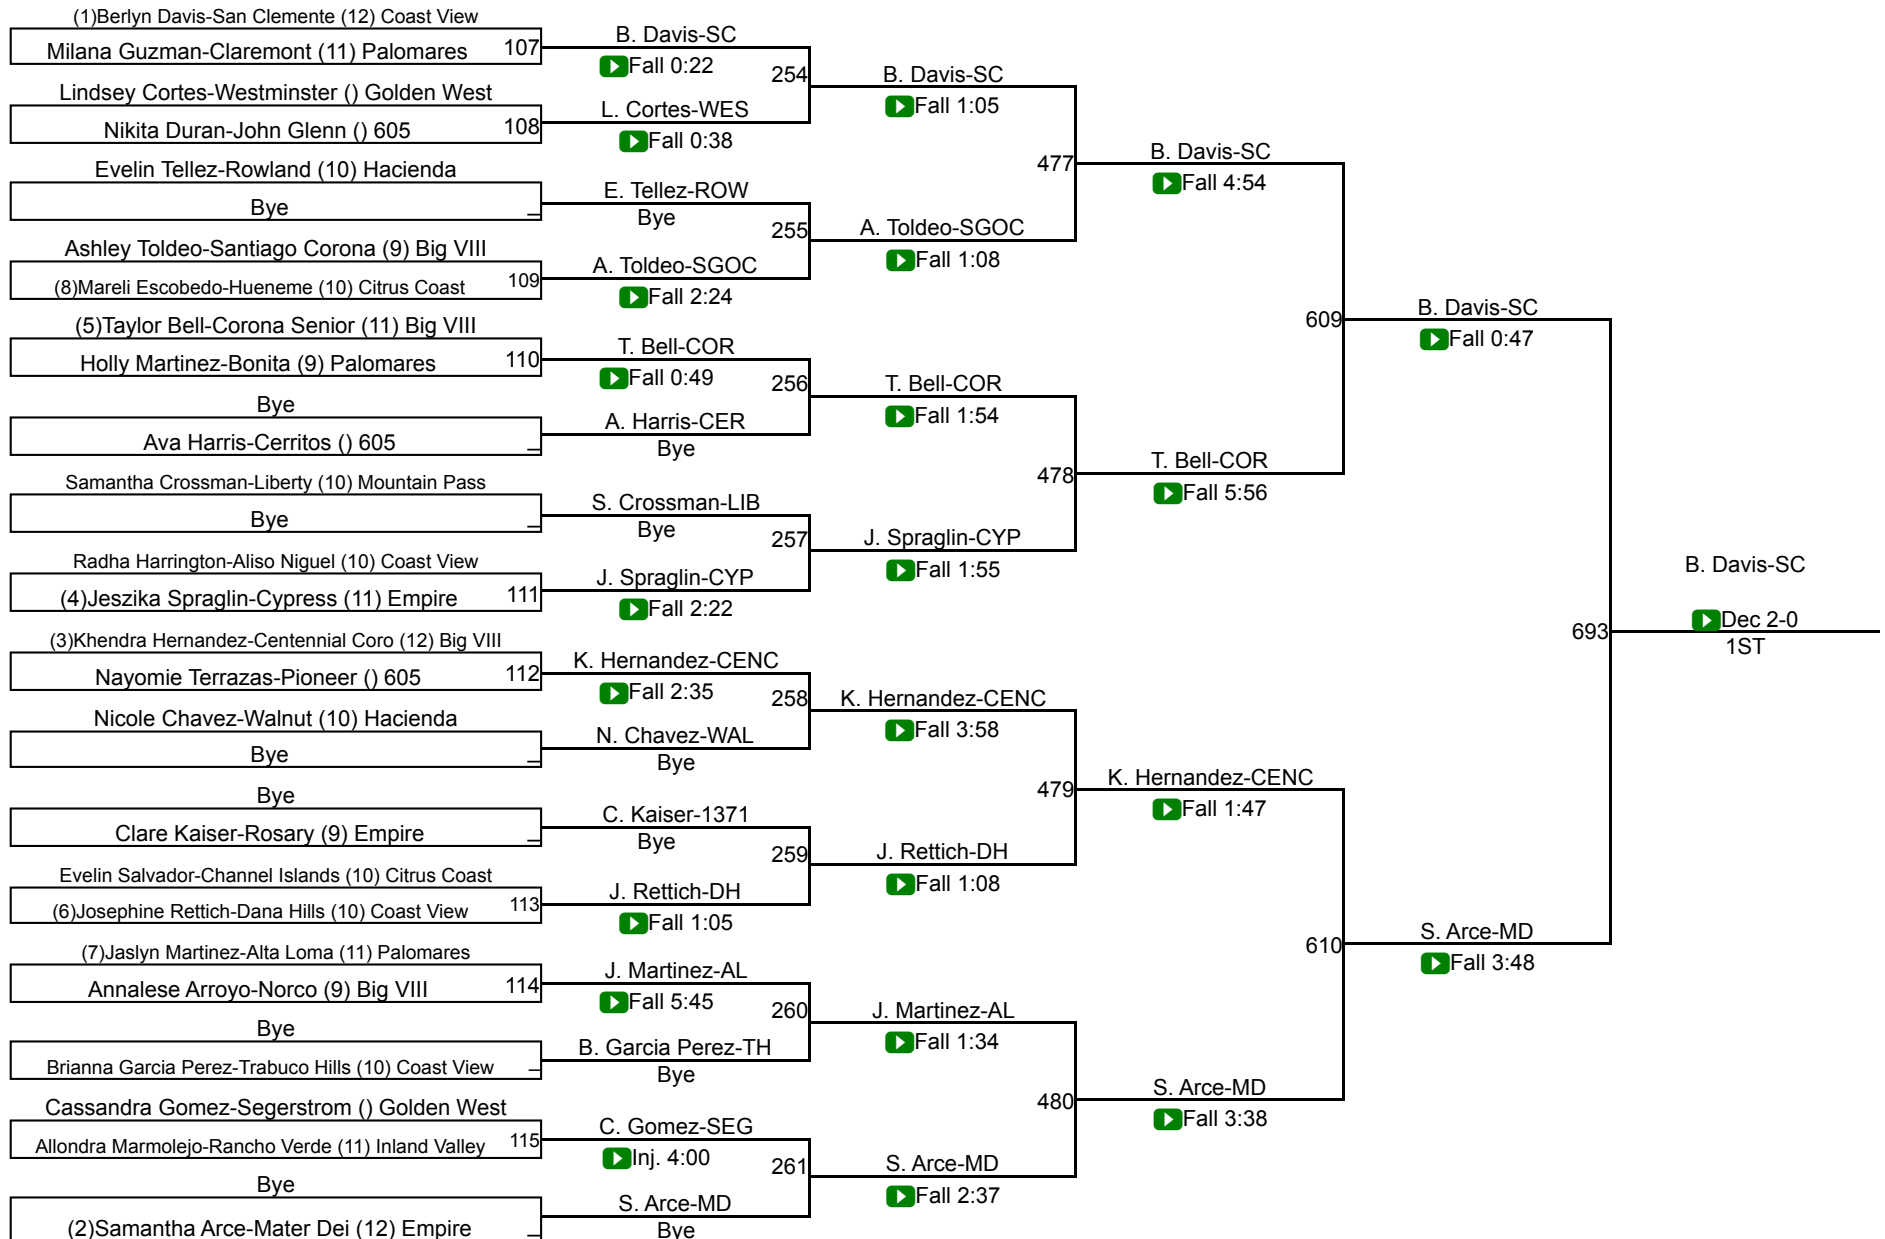 (1)Berlyn Davis-San Clemente (12) Coast View
Milana Guzman-Claremont (11) Palomares 107
Lindsey Cortes-Westminster () Golden West
Nikita Duran-John Glenn () 605 108
Evelin Tellez-Rowland (10) Hacienda
Bye _
Ashley Toldeo-Santiago Corona (9) Big VIII
(8)Mareli Escobedo-Hueneme (10) Citrus Coast 109
(5)Taylor Bell-Corona Senior (11) Big VIII
Holly Martinez-Bonita (9) Palomares 110
Bye
Ava Harris-Cerritos () 605 _
Samantha Crossman-Liberty (10) Mountain Pass
Bye _
Radha Harrington-Aliso Niguel (10) Coast View
(4)Jeszika Spraglin-Cypress (11) Empire 111
(3)Khendra Hernandez-Centennial Coro (12) Big VIII
Nayomie Terrazas-Pioneer () 605 112
Nicole Chavez-Walnut (10) Hacienda
Bye _
Bye
Clare Kaiser-Rosary (9) Empire _
Evelin Salvador-Channel Islands (10) Citrus Coast
(6)Josephine Rettich-Dana Hills (10) Coast View 113
(7)Jaslyn Martinez-Alta Loma (11) Palomares
Annalese Arroyo-Norco (9) Big VIII 114
Bye
Brianna Garcia Perez-Trabuco Hills (10) Coast View _
Cassandra Gomez-Segerstrom () Golden West
Allondra Marmolejo-Rancho Verde (11) Inland Valley 115
Bye
(2)Samantha Arce-Mater Dei (12) Empire _
B. Davis-SC
Fall 0:22
254
L. Cortes-WES
Fall 0:38
E. Tellez-ROW
Bye
255
A. Toldeo-SGOC
Fall 2:24
T. Bell-COR
Fall 0:49
256
A. Harris-CER
Bye
S. Crossman-LIB
Bye
257
J. Spraglin-CYP
Fall 2:22
K. Hernandez-CENC
Fall 2:35
258
N. Chavez-WAL
Bye
C. Kaiser-1371
Bye
259
J. Rettich-DH
Fall 1:05
J. Martinez-AL
Fall 5:45
260
B. Garcia Perez-TH
Bye
C. Gomez-SEG
Inj. 4:00
261
S. Arce-MD
Bye
B. Davis-SC
Fall 1:05
477
A. Toldeo-SGOC
Fall 1:08
T. Bell-COR
Fall 1:54
478
J. Spraglin-CYP
Fall 1:55
K. Hernandez-CENC
Fall 3:58
479
J. Rettich-DH
Fall 1:08
J. Martinez-AL
Fall 1:34
480
S. Arce-MD
Fall 2:37
B. Davis-SC
Fall 4:54
609
T. Bell-COR
Fall 5:56
K. Hernandez-CENC
Fall 1:47
610
S. Arce-MD
Fall 3:38
B. Davis-SC
Fall 0:47
693
S. Arce-MD
Fall 3:48
B. Davis-SC
Dec 2-0
1ST